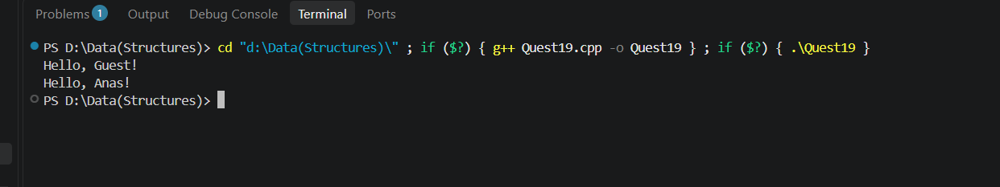 Problems 1 Output Debug Console Terminal Ports
PS D:\Data(Structures)> cd "d:\Data(Structures)\" ; if ($?) { g++ Quest19.cpp -o Quest19 } ; if ($?) { .\Quest19 }
Hello, Guest!
Hello, Anas!
PS D:\Data(Structures)>